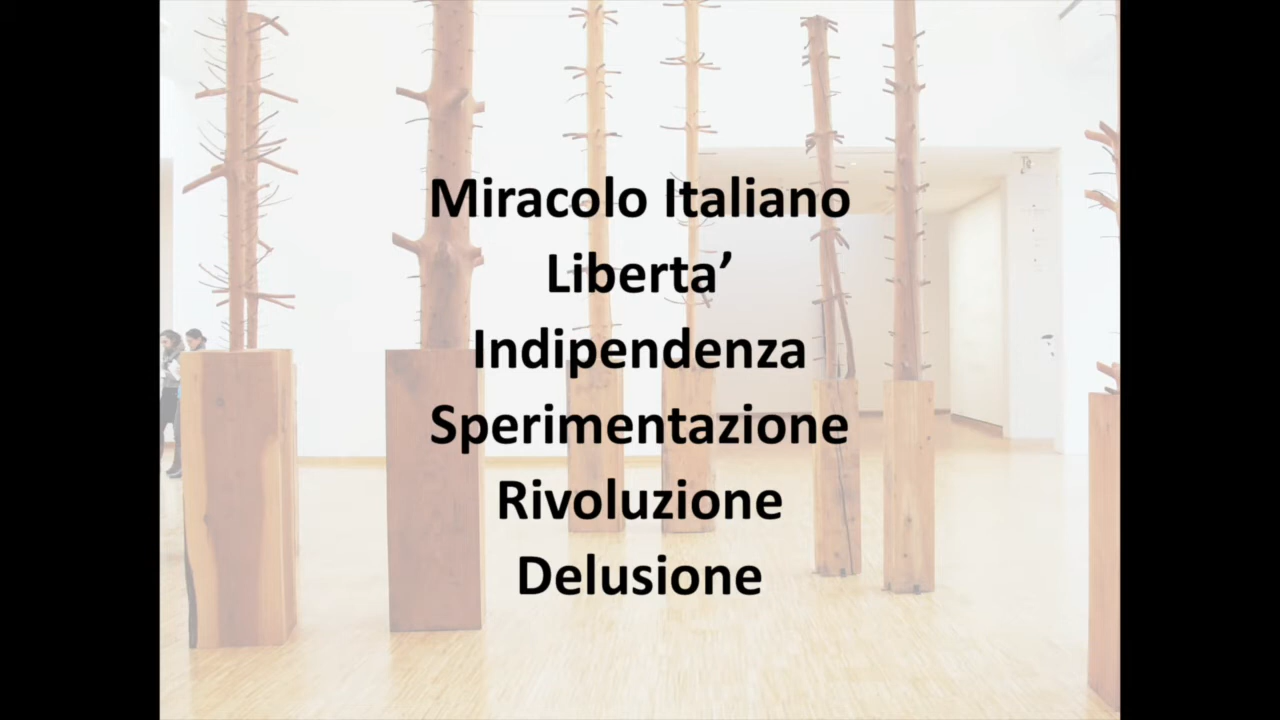 Miracolo Italiano
Liberta’
Indipendenza
Sperimentazione
Rivoluzione
Delusione